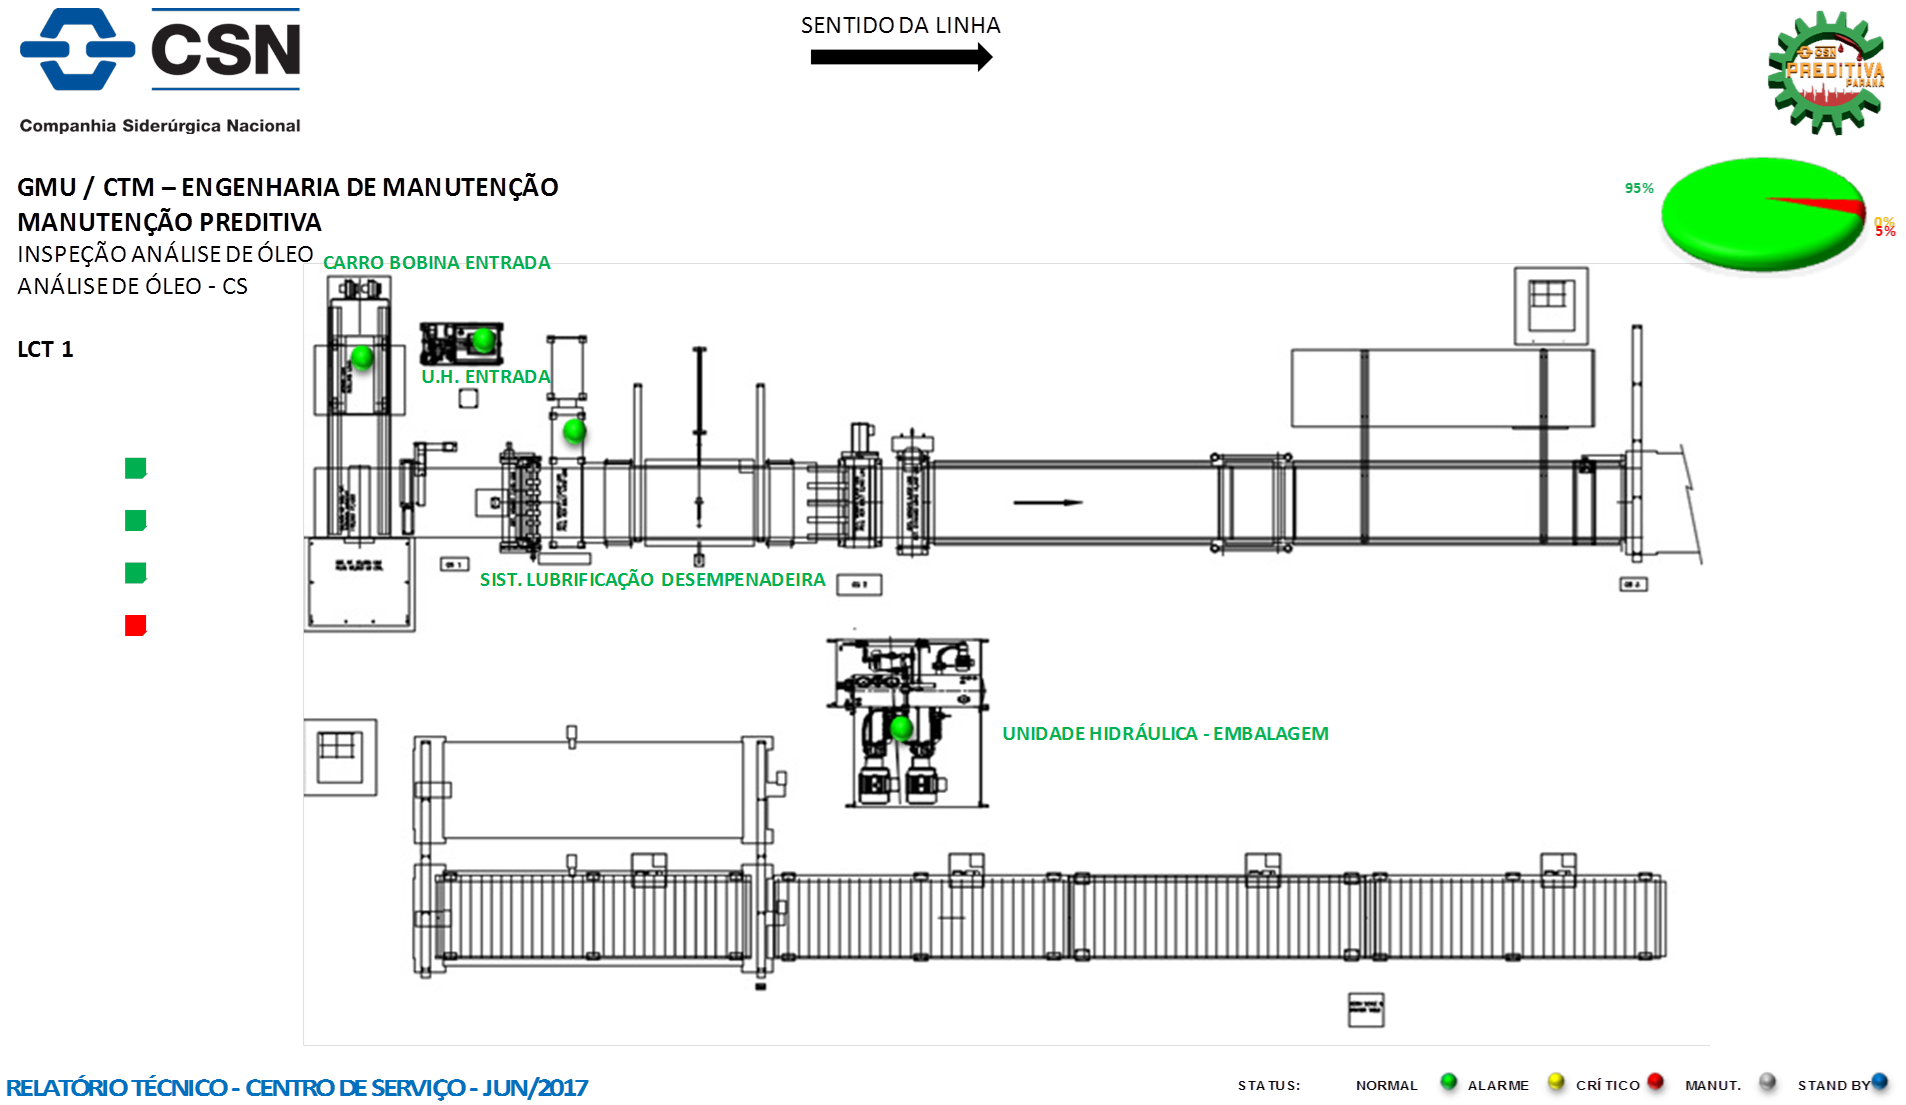 CSN
Companhia Siderúrgica Nacional
SENTIDO DA LINHA
CSN
PREDITIVA
PARANÁ
GMU / CTM – ENGENHARIA DE MANUTENÇÃO
MANUTENÇÃO PREDITIVA
INSPEÇÃO ANÁLISE DE ÓLEO
ANÁLISE DE ÓLEO - CS
LCT 1
95%
0%
5%
CARRO BOBINA ENTRADA
U.H. ENTRADA
SIST. LUBRIFICAÇÃO DESEMPENADEIRA
UNIDADE HIDRÁULICA - EMBALAGEM
RELATÓRIO TÉCNICO - CENTRO DE SERVIÇO - JUN/2017
STATUS: NORMAL ALARME CRÍTICO MANUT. STAND BY